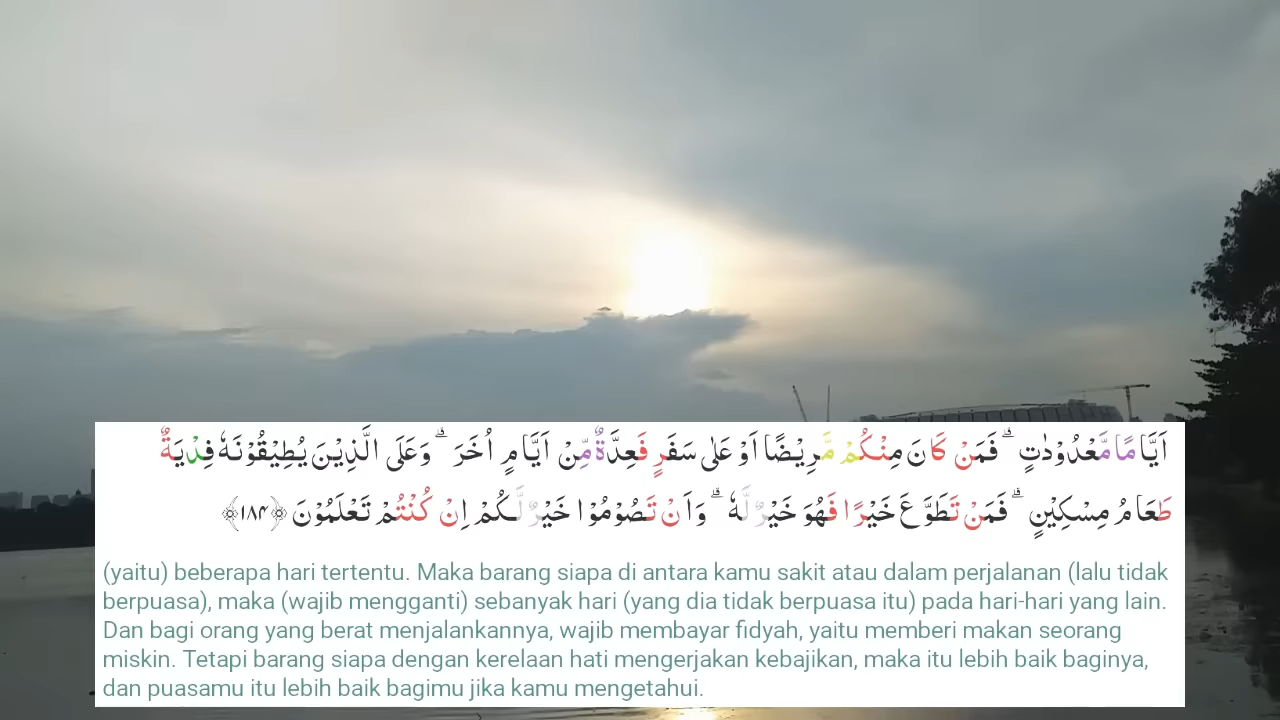 اَيَّامًا مَّعْدُوْدٰتٍ ۗ فَمَنْ كَانَ مِنْكُمْ مَّرِيْضًا اَوْ عَلٰى سَفَرٍ فَعِدَّةٌ مِّنْ اَيَّامٍ اُخَرَ ۗ وَعَلَى الَّذِيْنَ يُطِيْقُوْنَهٗ فِدْيَةٌ
طَعَامُ مِسْكِيْنٍ ۗ فَمَنْ تَطَوَّعَ خَيْرًا فَهُوَ خَيْرٌ لَّهٗ ۗ وَاَنْ تَصُوْمُوْا خَيْرٌ لَّكُمْ اِنْ كُنْتُمْ تَعْلَمُوْنَ ﴿١٨٤﴾
(yaitu) beberapa hari tertentu. Maka barang siapa di antara kamu sakit atau dalam perjalanan (lalu tidak
berpuasa), maka (wajib mengganti) sebanyak hari (yang dia tidak berpuasa itu) pada hari-hari yang lain.
Dan bagi orang yang berat menjalankannya, wajib membayar fidyah, yaitu memberi makan seorang
miskin. Tetapi barang siapa dengan kerelaan hati mengerjakan kebajikan, maka itu lebih baik baginya,
dan puasamu itu lebih baik bagimu jika kamu mengetahui.